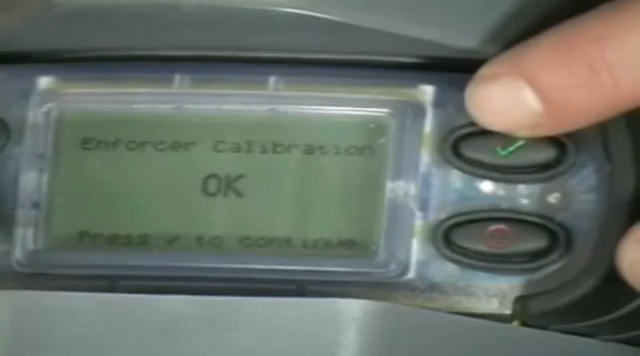 Enforcer Calibration
OK
Press ✓ to continue